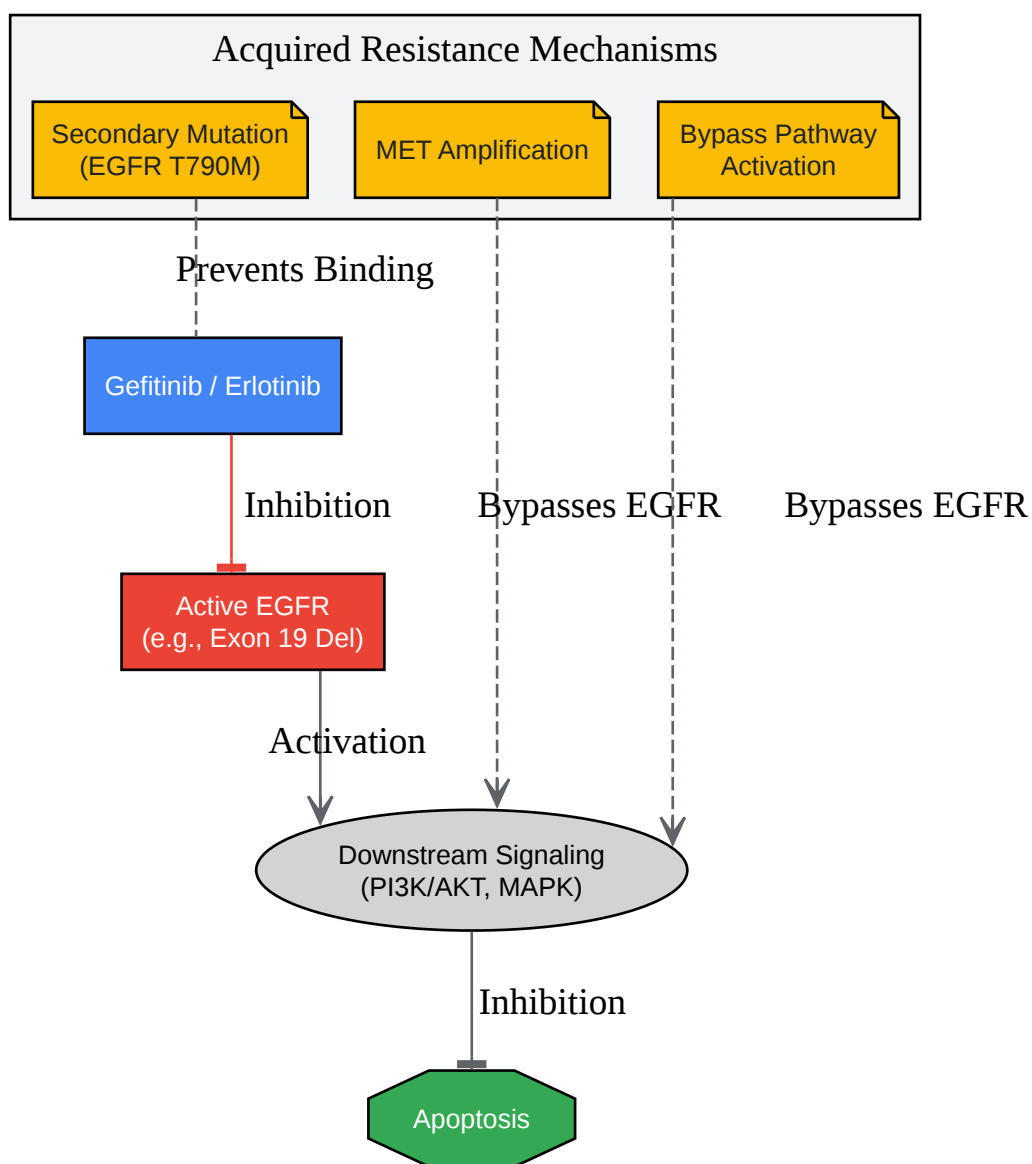 Acquired Resistance Mechanisms
Secondary Mutation
(EGFR T790M)
MET Amplification
Bypass Pathway
Activation
Prevents Binding
Gefitinib / Erlotinib
Inhibition
Bypasses EGFR
Bypasses EGFR
Active EGFR
(e.g., Exon 19 Del)
Activation
Downstream Signaling
(PI3K/AKT, MAPK)
Inhibition
Apoptosis